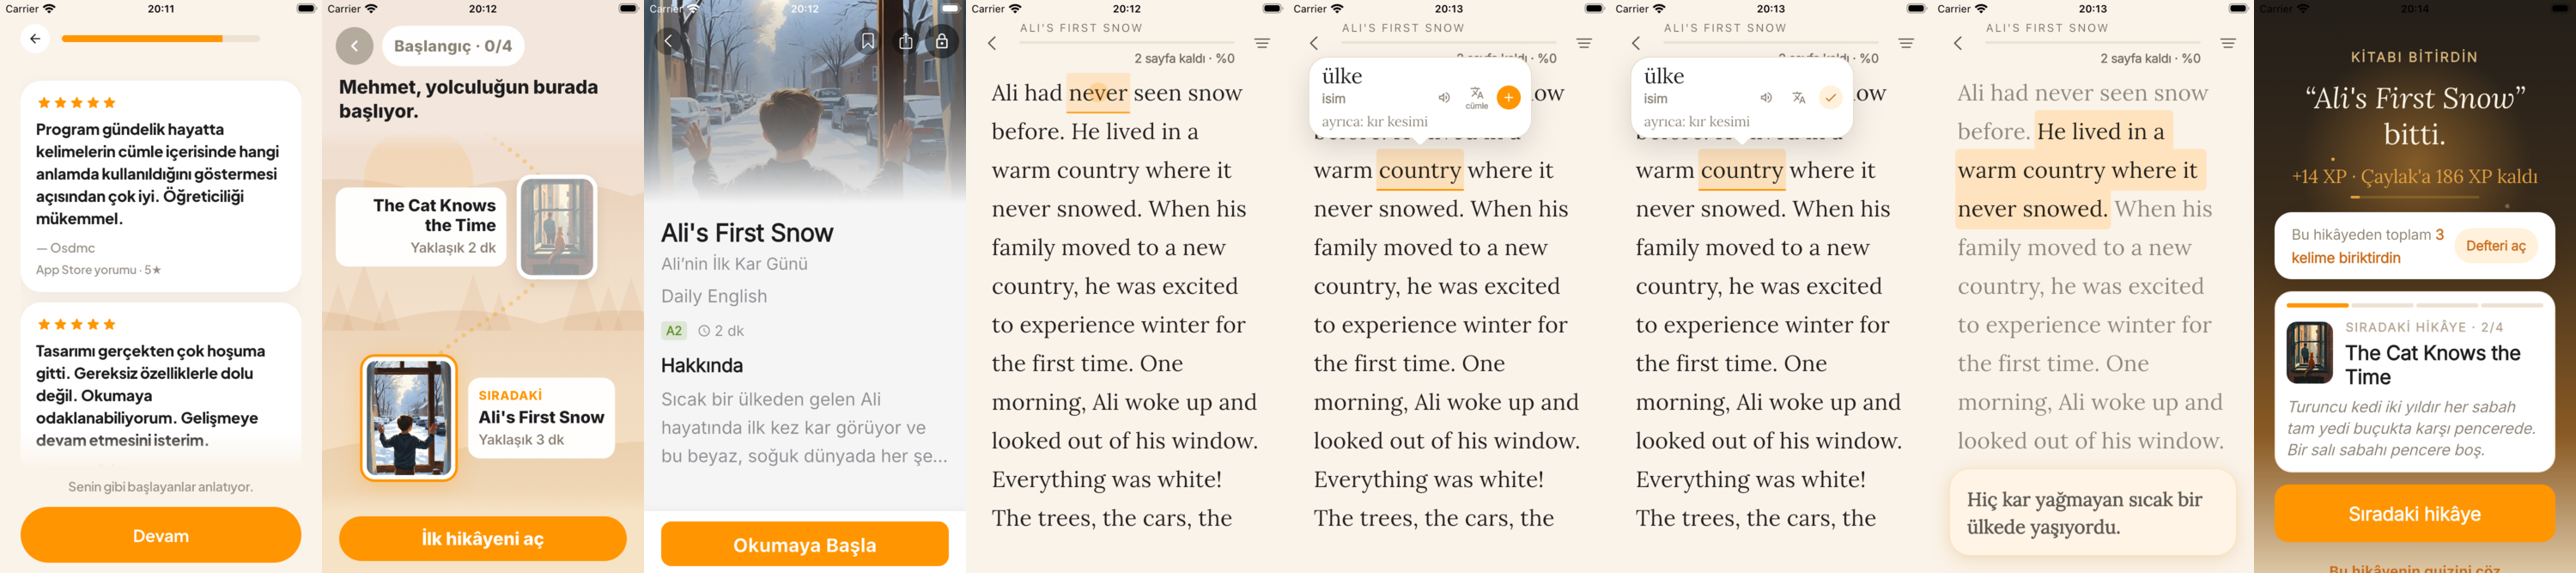 Carrier 20:11
Program gündelik hayatta
kelimelerin cümle içerisinde hangi
anlamda kullanıldığını göstermesi
açısından çok iyi. Öğreticiliği
mükemmel.
— Osdmc
App Store yorumu · 5★
Tasarımı gerçekten çok hoşuma
gitti. Gereksiz özelliklerle dolu
değil. Okumaya
odaklanabiliyorum. Gelişmeye
devam etmesini isterim.
Senin gibi başlayanlar anlatıyor.
Devam
Carrier 20:12
Başlangıç · 0/4
Mehmet, yolculuğun burada
başlıyor.
The Cat Knows
the Time
Yaklaşık 2 dk
SIRADAKİ
Ali's First Snow
Yaklaşık 3 dk
İlk hikâyeni aç
Carrier 20:12
Ali's First Snow
Ali'nin İlk Kar Günü
Daily English
A2 2 dk
Hakkında
Sıcak bir ülkeden gelen Ali
hayatında ilk kez kar görüyor ve
bu beyaz, soğuk dünyada her şe...
Okumaya Başla
Carrier 20:12
ALI'S FIRST SNOW
2 sayfa kaldı · %0
Ali had never seen snow
before. He lived in a
warm country where it
never snowed. When his
family moved to a new
country, he was excited
to experience winter for
the first time. One
morning, Ali woke up and
looked out of his window.
Everything was white!
The trees, the cars, the
Carrier 20:13
ALI'S FIRST SNOW
%0
ülke
isim
cümle
ayrıca: kır kesimi
warm country where it
never snowed. When his
family moved to a new
country, he was excited
to experience winter for
the first time. One
morning, Ali woke up and
looked out of his window.
Everything was white!
The trees, the cars, the
Carrier 20:13
ALI'S FIRST SNOW
%0
ülke
isim
ayrıca: kır kesimi
warm country where it
never snowed. When his
family moved to a new
country, he was excited
to experience winter for
the first time. One
morning, Ali woke up and
looked out of his window.
Everything was white!
The trees, the cars, the
Carrier 20:13
ALI'S FIRST SNOW
2 sayfa kaldı · %0
Ali had never seen snow
before. He lived in a
warm country where it
never snowed. When his
family moved to a new
country, he was excited
to experience winter for
the first time. One
morning, Ali woke up and
looked out of his window.
Hiç kar yağmayan sıcak bir
ülkede yaşıyordu.
Carrier 20:14
KİTABI BİTİRDİN
“Ali's First Snow”
bitti.
+14 XP · Çaylak'a 186 XP kaldı
Bu hikâyeden toplam 3
kelime biriktirdin
Defteri aç
SIRADAKİ HİKÂYE · 2/4
The Cat Knows the
Time
Turuncu kedi iki yıldır her sabah
tam yedi buçukta karşı pencerede.
Bir salı sabahı pencere boş.
Sıradaki hikâye
Bu hikâyenin quizini çöz